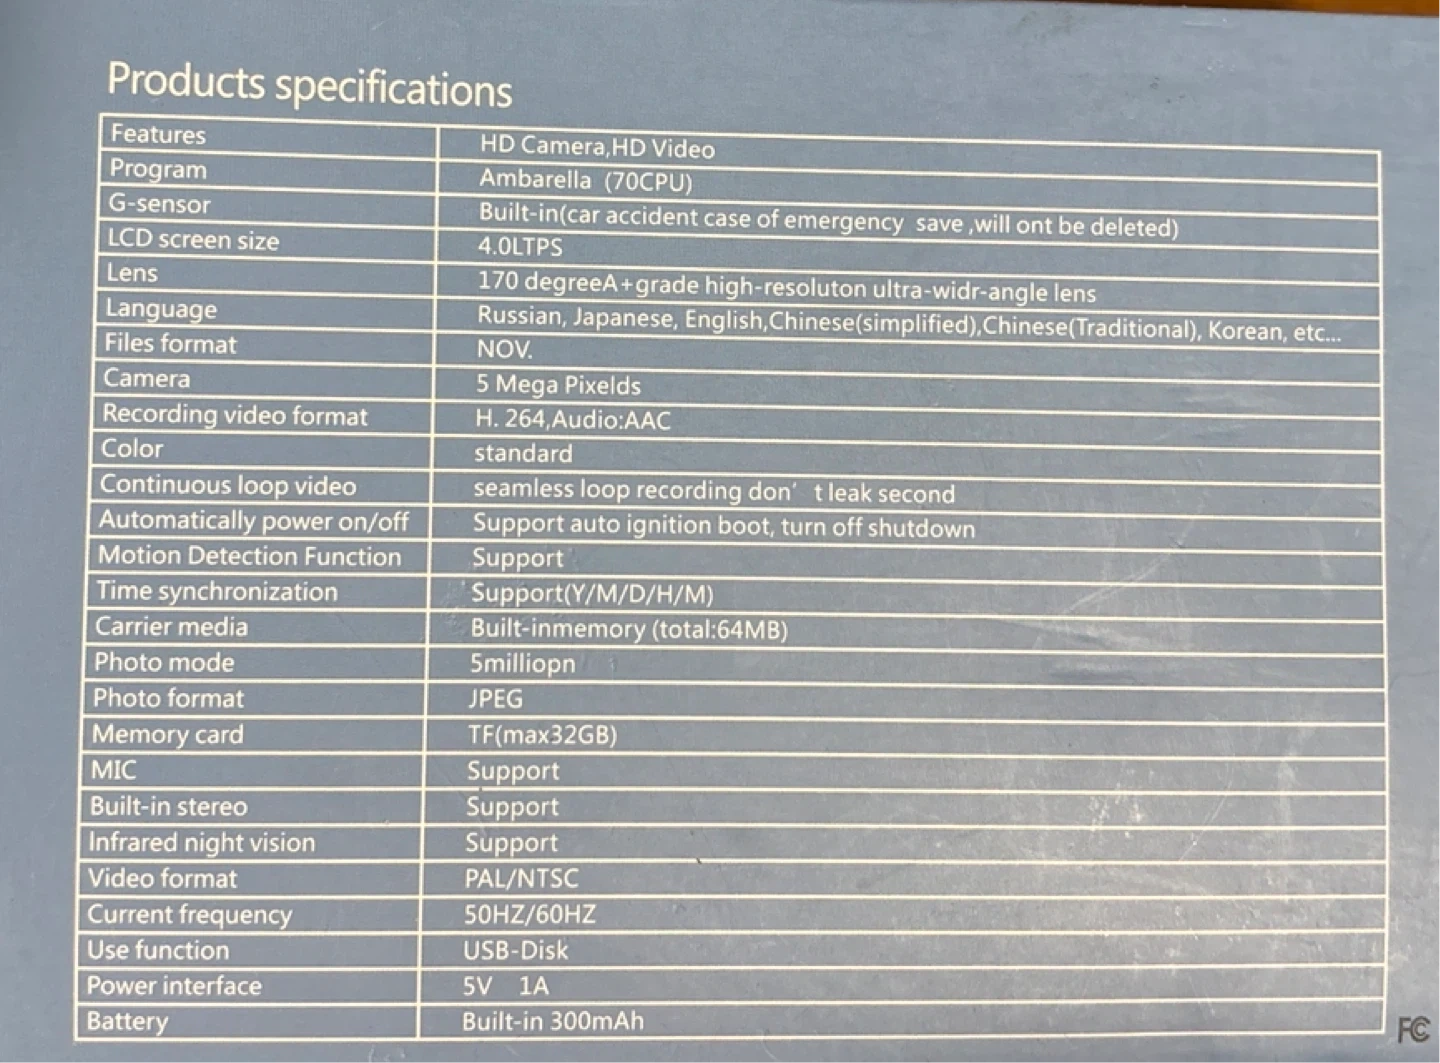 Products specifications
Features HD Camera,HD Video
Program Ambarella (70CPU)
G-sensor Built-in(car accident case of emergency save ,will ont be deleted)
LCD screen size 4.0LTPS
Lens 170 degreeA+grade high-resoluton ultra-widr-angle lens
Language Russian, Japanese, English,Chinese(simplified),Chinese(Traditional), Korean, etc...
Files format NOV.
Camera 5 Mega Pixelds
Recording video format H. 264,Audio:AAC
Color standard
Continuous loop video seamless loop recording don’ t leak second
Automatically power on/off Support auto ignition boot, turn off shutdown
Motion Detection Function Support
Time synchronization Support(Y/M/D/H/M)
Carrier media Built-inmemory (total:64MB)
Photo mode 5milliopn
Photo format JPEG
Memory card TF(max32GB)
MIC Support
Built-in stereo Support
Infrared night vision Support
Video format PAL/NTSC
Current frequency 50HZ/60HZ
Use function USB-Disk
Power interface 5V 1A
Battery Built-in 300mAh
FC